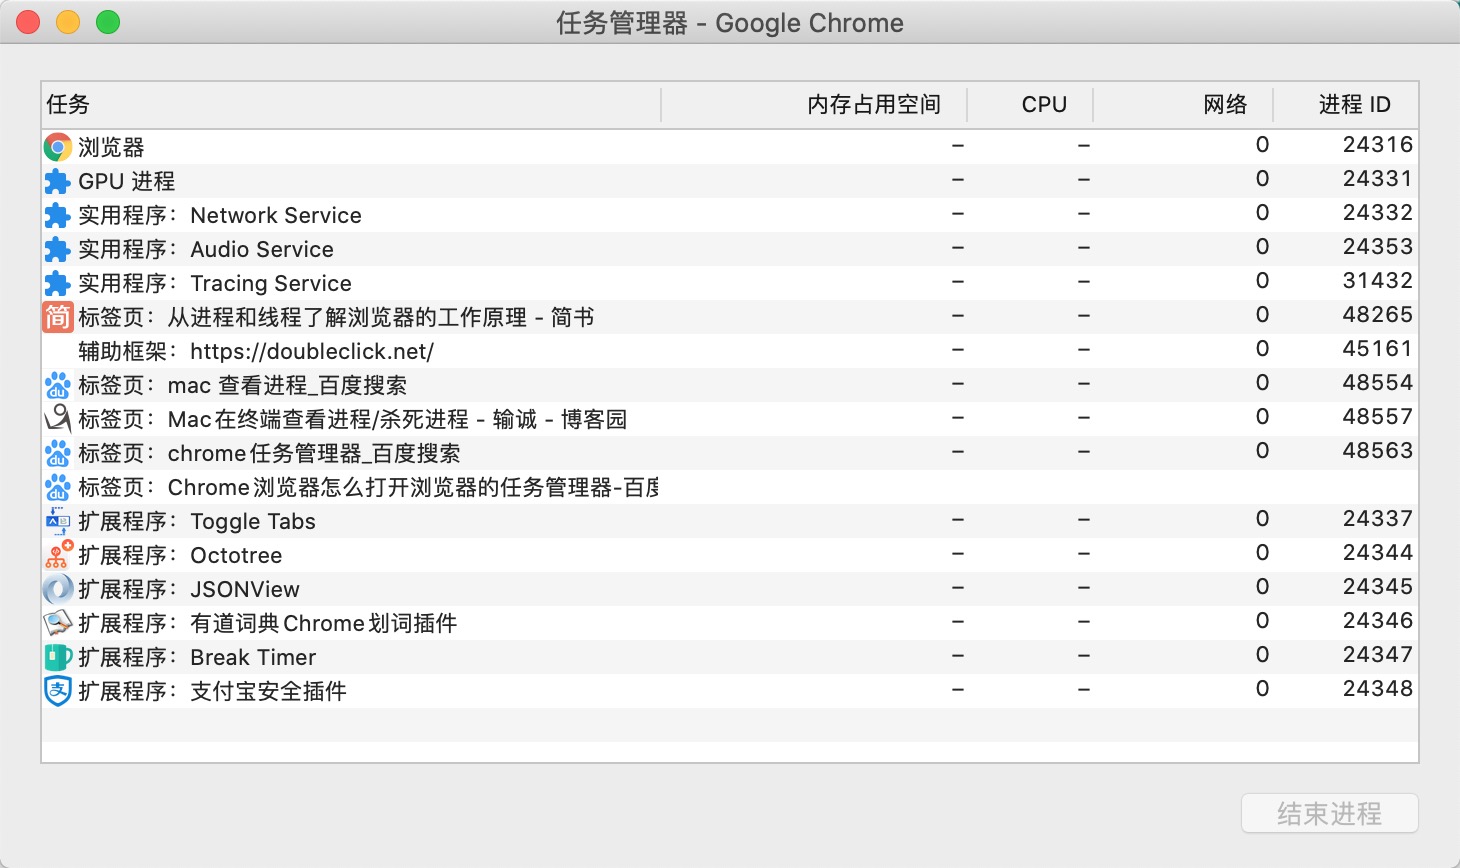 任务管理器 - Google Chrome
任务 内存占用空间 CPU 网络 进程 ID
浏览器 – – 0 24316
GPU 进程 – – 0 24331
实用程序：Network Service – – 0 24332
实用程序：Audio Service – – 0 24353
实用程序：Tracing Service – – 0 31432
简 标签页：从进程和线程了解浏览器的工作原理 - 简书 – – 0 48265
辅助框架：https://doubleclick.net/ – – 0 45161
du 标签页：mac 查看进程_百度搜索 – – 0 48554
标签页：Mac在终端查看进程/杀死进程 - 输诚 - 博客园 – – 0 48557
du 标签页：chrome任务管理器_百度搜索 – – 0 48563
du 标签页：Chrome浏览器怎么打开浏览器的任务管理器-百度
扩展程序：Toggle Tabs – – 0 24337
扩展程序：Octotree – – 0 24344
扩展程序：JSONView – – 0 24345
扩展程序：有道词典Chrome划词插件 – – 0 24346
扩展程序：Break Timer – – 0 24347
支 扩展程序：支付宝安全插件 – – 0 24348
结束进程